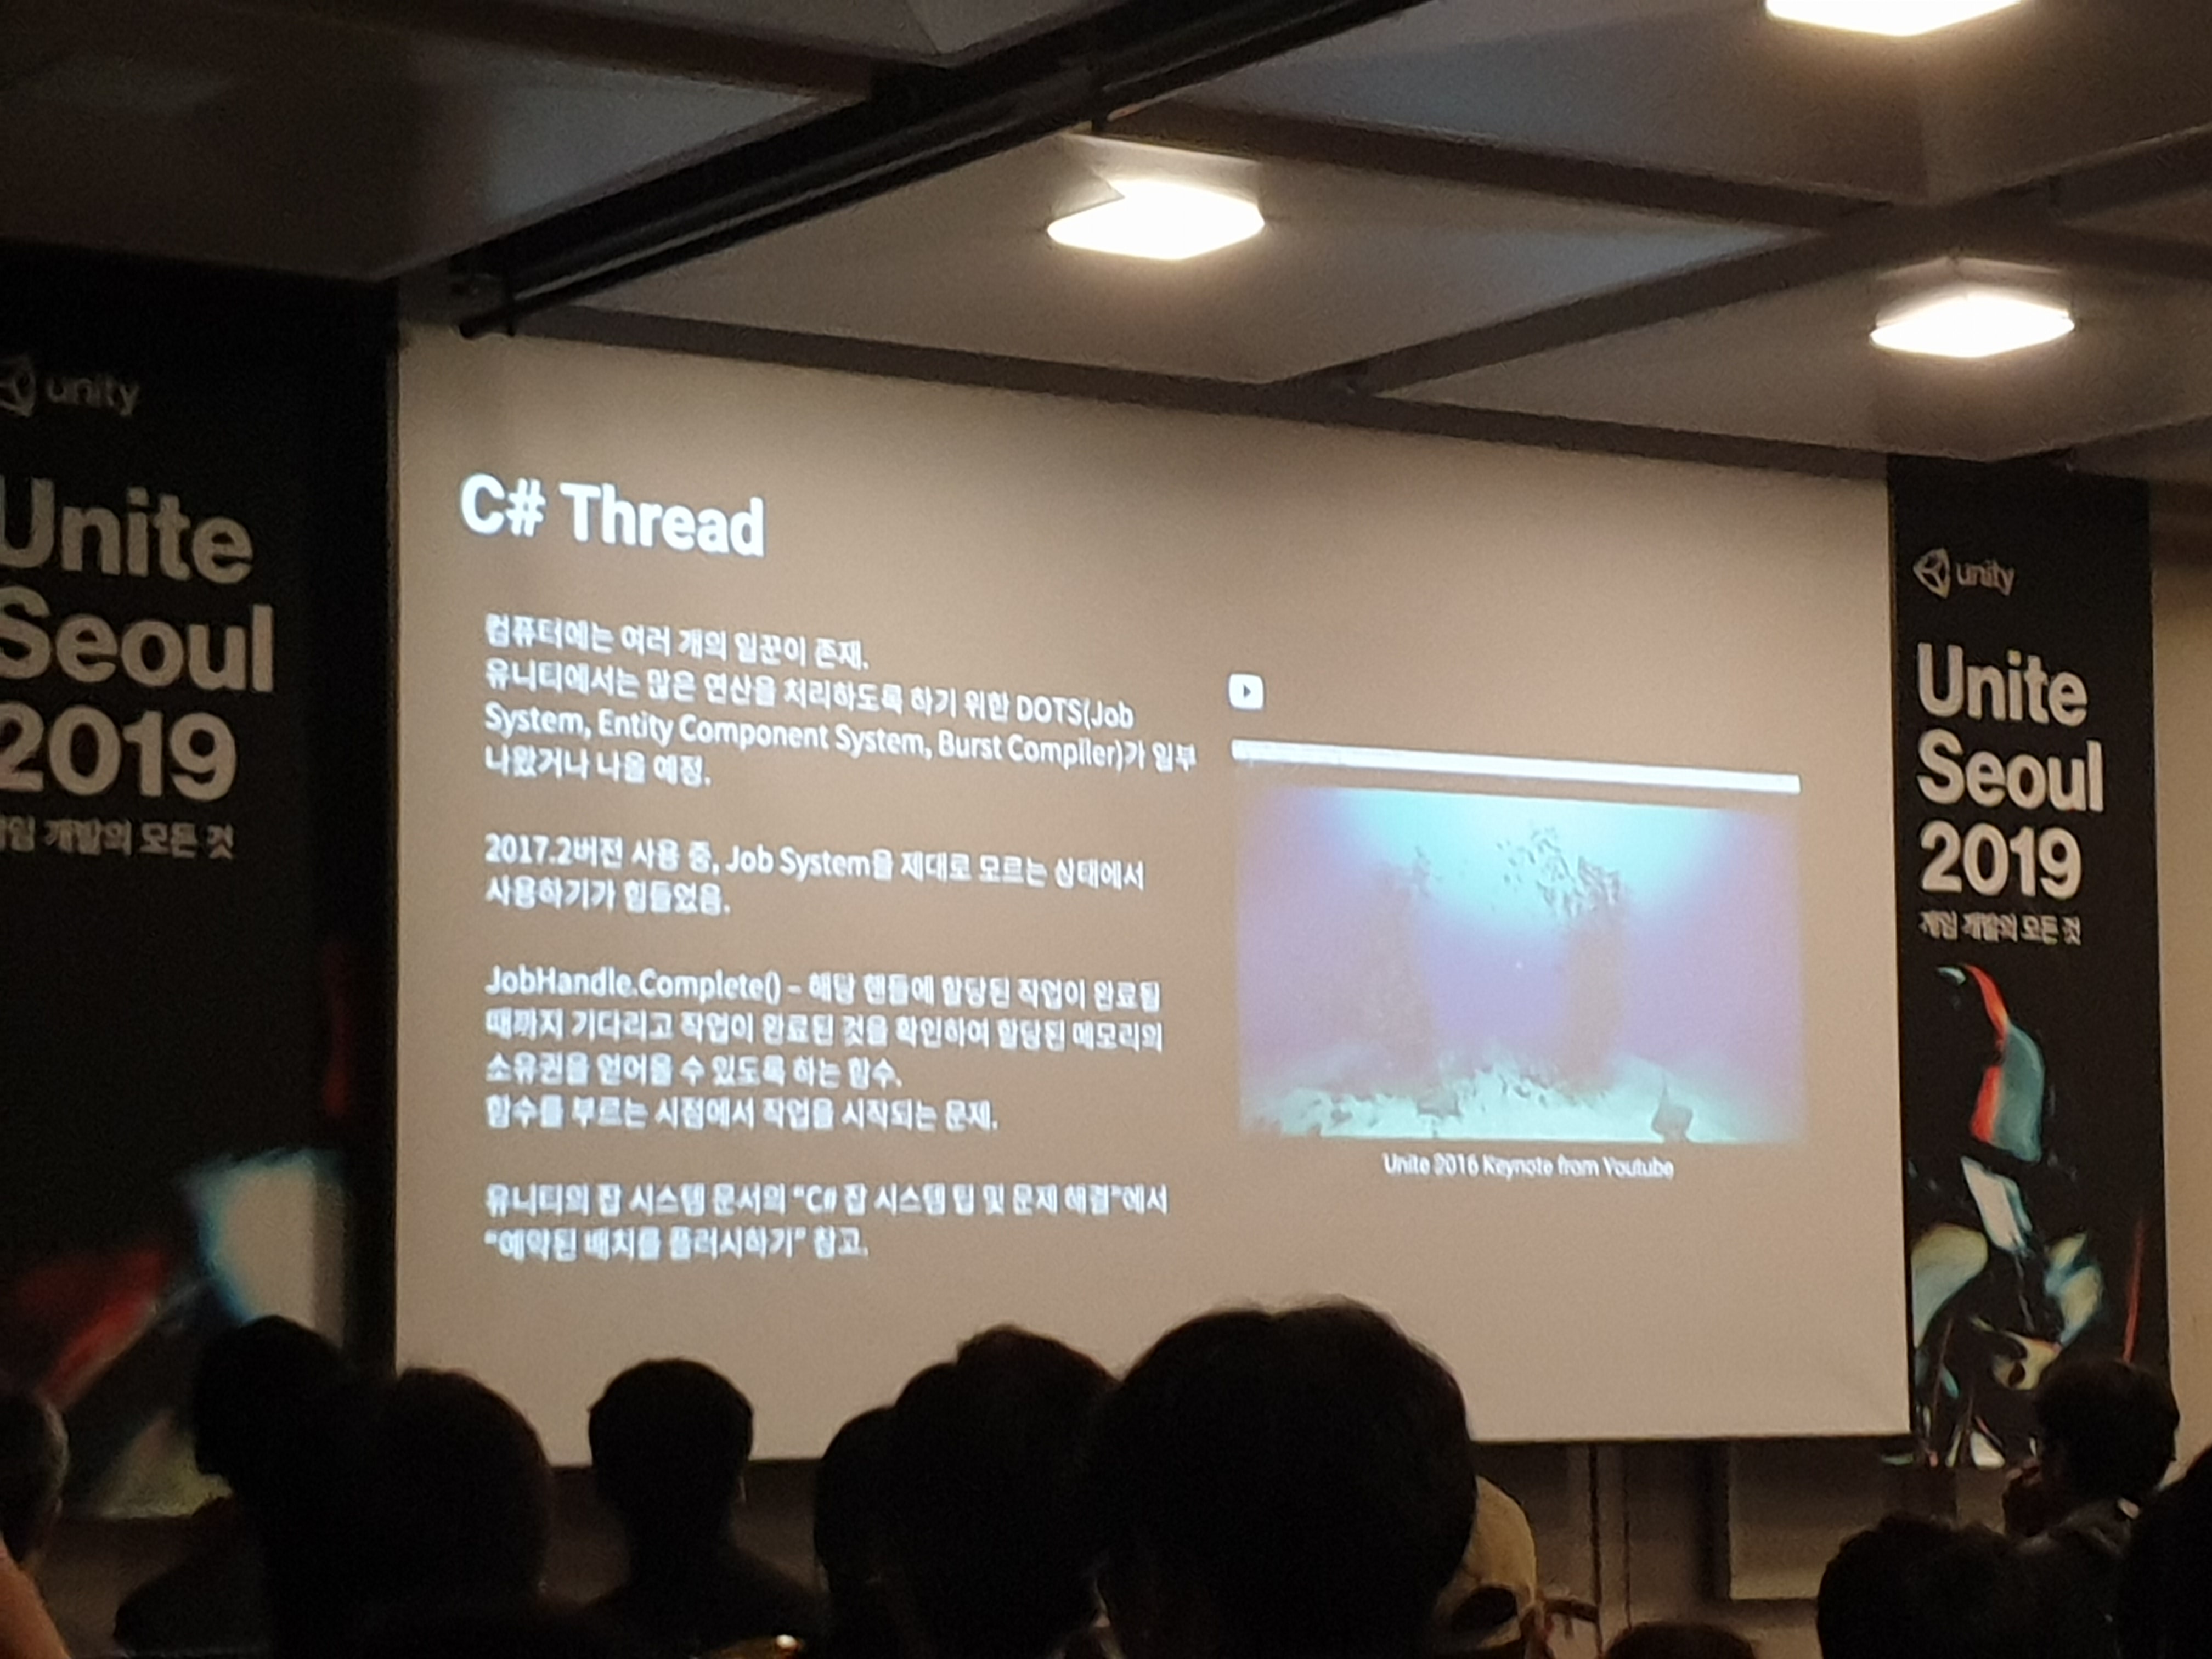 unity
Unite
Seoul
2019
게임 개발의 모든 것
C# Thread
컴퓨터에는 여러 개의 일꾼이 존재.
유니티에서는 많은 연산을 처리하도록 하기 위한 DOTS(Job
System, Entity Component System, Burst Compiler)가 일부
나왔거나 나올 예정.
2017.2버전 사용 중, Job System을 제대로 모르는 상태에서
사용하기가 힘들었음.
JobHandle.Complete() – 해당 핸들에 할당된 작업이 완료될
때까지 기다리고 작업이 완료된 것을 확인하여 할당된 메모리의
소유권을 얻어올 수 있도록 하는 함수.
함수를 부르는 시점에서 작업을 시작되는 문제.
유니티의 잡 시스템 문서의 “C# 잡 시스템 팁 및 문제 해결”에서
“예약된 배치를 플러시하기” 참고.
Unite 2016 Keynote from Youtube
unity
Unite
Seoul
2019
게임 개발의 모든 것